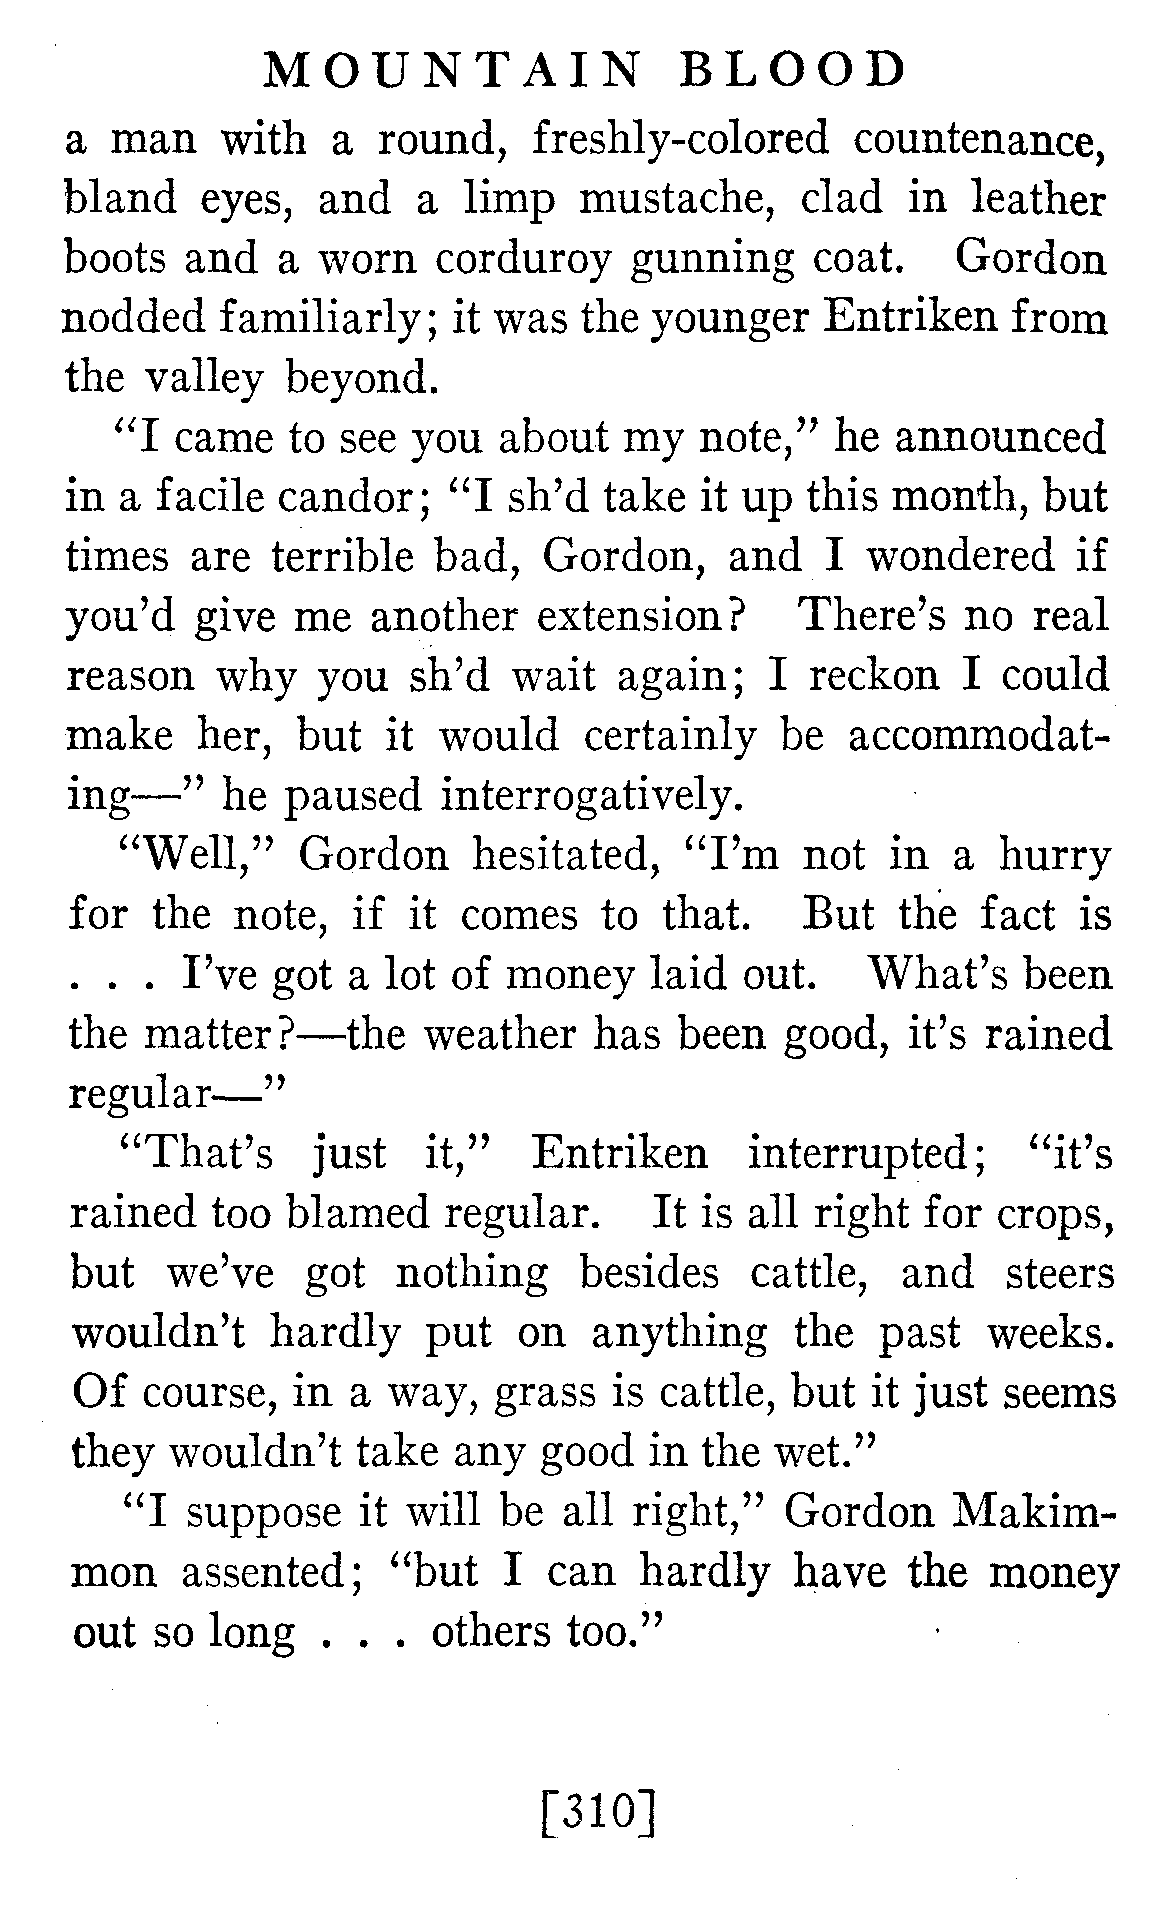 MOUNTAIN BLOOD
a man with a round, freshly-colored countenance,
bland eyes, and a limp mustache, clad in leather
boots and a worn corduroy gunning coat. Gordon
nodded familiarly; it was the younger Entriken from
the valley beyond.
“I came to see you about my note,” he announced
in a facile candor; “I sh’d take it up this month, but
times are terrible bad, Gordon, and I wondered if
you’d give me another extension? There’s no real
reason why you sh’d wait again; I reckon I could
make her, but it would certainly be accommodat-
ing—” he paused interrogatively.
“Well,” Gordon hesitated, “I’m not in a hurry
for the note, if it comes to that. But the fact is
. . . I’ve got a lot of money laid out. What’s been
the matter?—the weather has been good, it’s rained
regular—”
“That’s just it,” Entriken interrupted; “it’s
rained too blamed regular. It is all right for crops,
but we’ve got nothing besides cattle, and steers
wouldn’t hardly put on anything the past weeks.
Of course, in a way, grass is cattle, but it just seems
they wouldn’t take any good in the wet.”
“I suppose it will be all right,” Gordon Makim-
mon assented; “but I can hardly have the money
out so long . . . others too.”
[310]